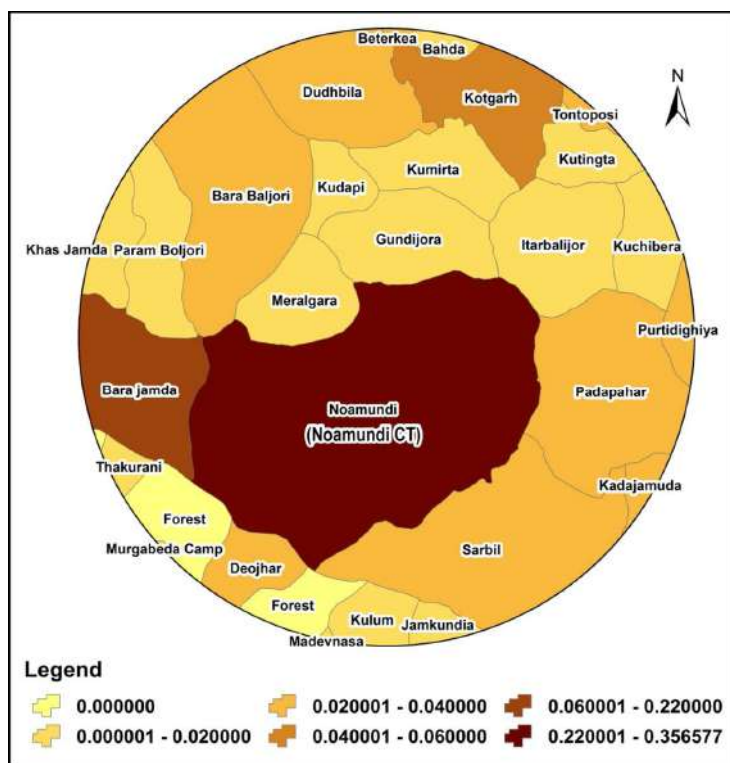 Beterkea
Bahda
N
Dudhbila
Kotgarh
Tontoposi
Kutingta
Kumirta
Kudapi
Bara Baljori
Gundijora
Itarbalijor
Kuchibera
Khas Jamda
Param Boljori
Meralgara
Purtidighiya
Bara jamda
Padapahar
Noamundi
(Noamundi CT)
Thakurani
Kadajamuda
Forest
Murgabeda Camp
Sarbil
Deojhar
Forest
Kulum
Jamkundia
Madevnasa
Legend
0.000000
0.020001 - 0.040000
0.060001 - 0.220000
0.000001 - 0.020000
0.040001 - 0.060000
0.220001 - 0.356577